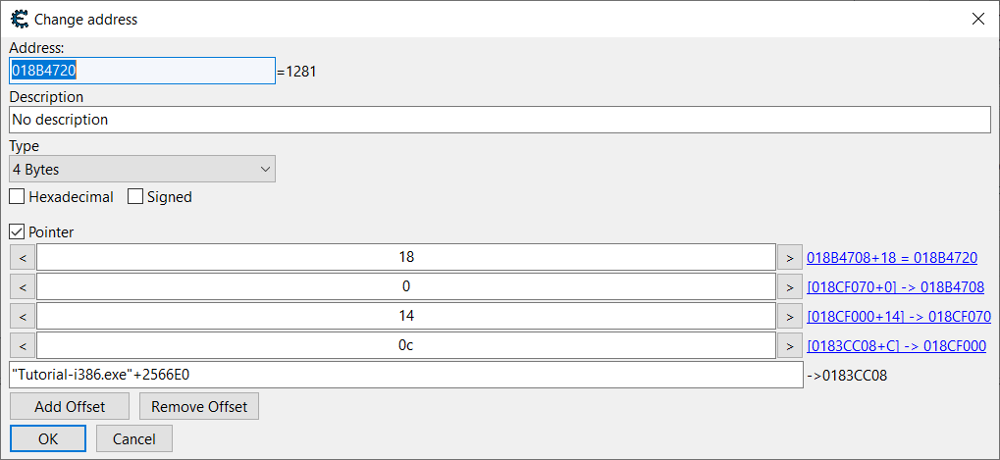 Change address
Address:
018B4720 =1281
Description
No description
Type
4 Bytes
Hexadecimal Signed
Pointer
< 18 > 018B4708+18 = 018B4720
< 0 > [018CF070+0] -> 018B4708
< 14 > [018CF000+14] -> 018CF070
< 0c > [0183CC08+C] -> 018CF000
"Tutorial-i386.exe"+2566E0 ->0183CC08
Add Offset Remove Offset
OK Cancel